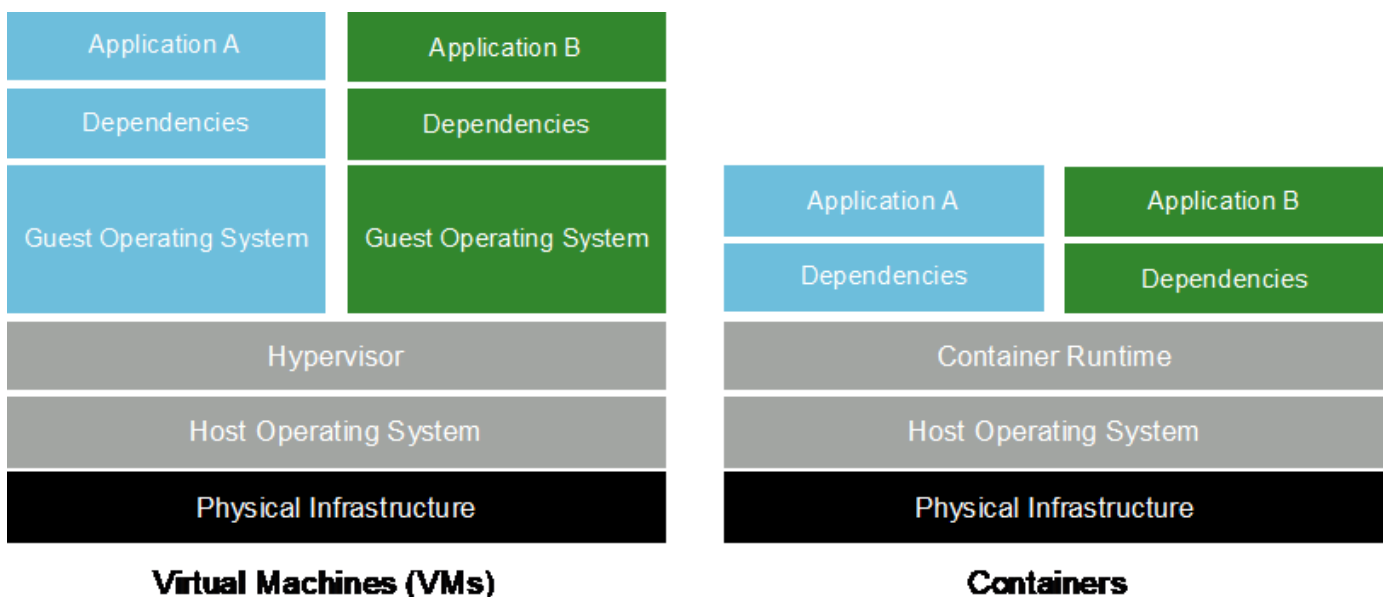 Application A
Application B
Dependencies
Dependencies
Guest Operating System
Guest Operating System
Hypervisor
Host Operating System
Physical Infrastructure
Virtual Machines (VMs)
Application A
Application B
Dependencies
Dependencies
Container Runtime
Host Operating System
Physical Infrastructure
Containers